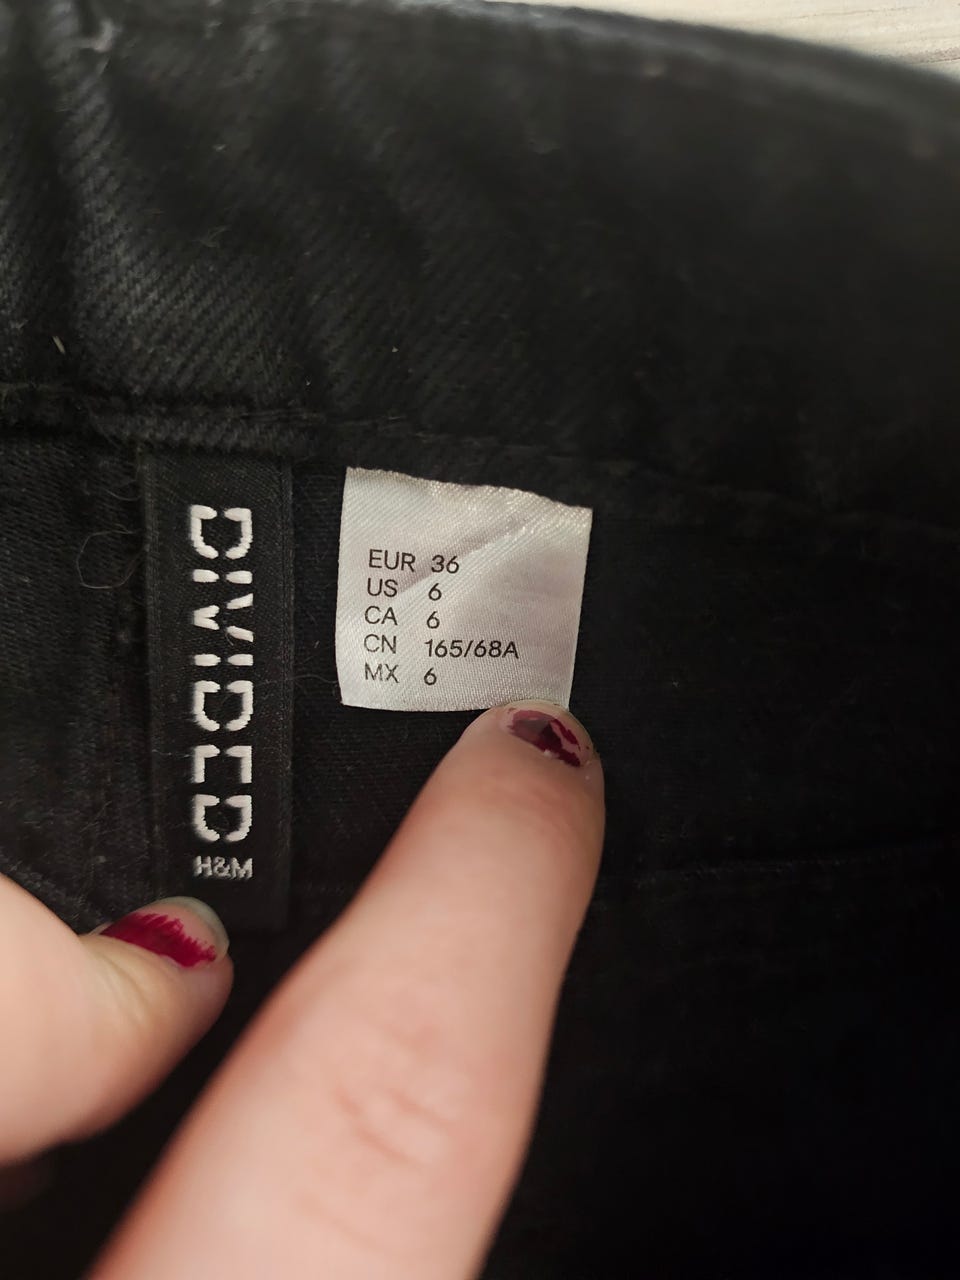 DIVIDED
H&M
EUR 36
US 6
CA 6
CN 165/68A
MX 6